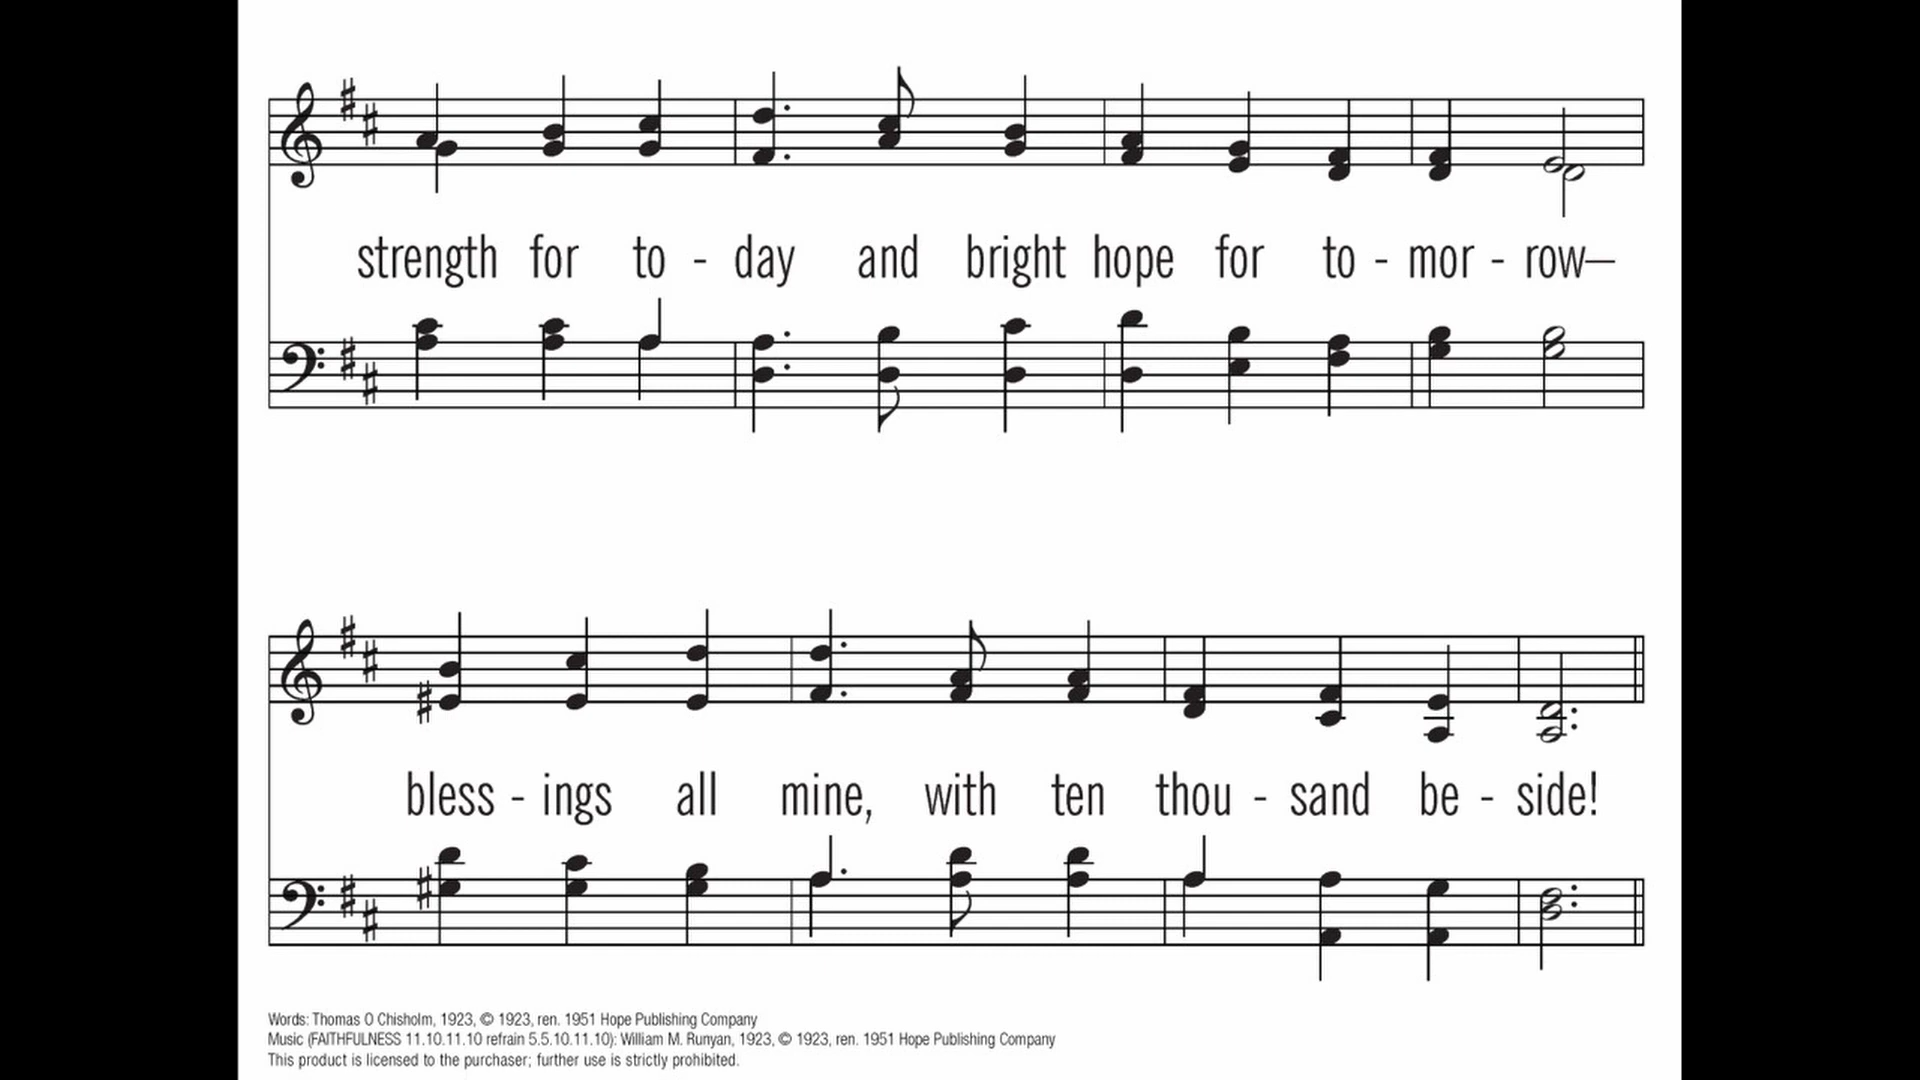 strength for to - day and bright hope for to - mor - row—
bless - ings all mine, with ten thou - sand be - side!
Words: Thomas O Chisholm, 1923, © 1923, ren. 1951 Hope Publishing Company
Music (FAITHFULNESS 11.10.11.10 refrain 5.5.10.11.10): William M. Runyan, 1923, © 1923, ren. 1951 Hope Publishing Company
This product is licensed to the purchaser; further use is strictly prohibited.